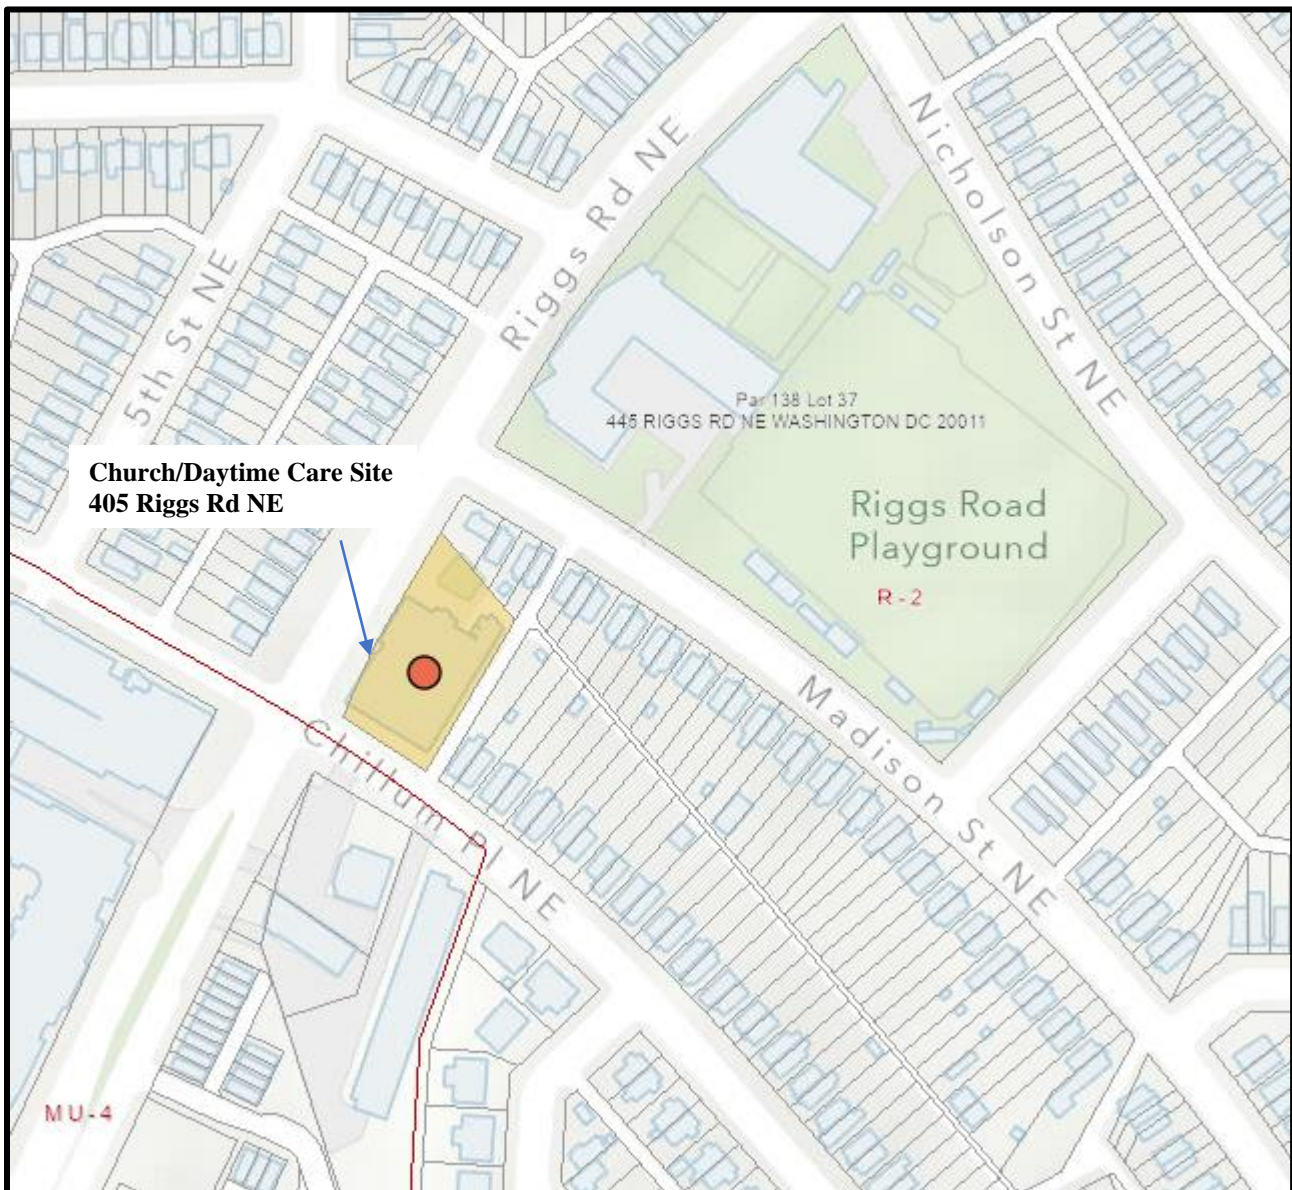 Nicholson St NE
Riggs Rd NE
5th St NE
Par 138 Lot 37
445 RIGGS RD NE WASHINGTON DC 20011
Church/Daytime Care Site
405 Riggs Rd NE
Riggs Road
Playground
R-2
Madison St NE
Chillum Pl NE
MU-4